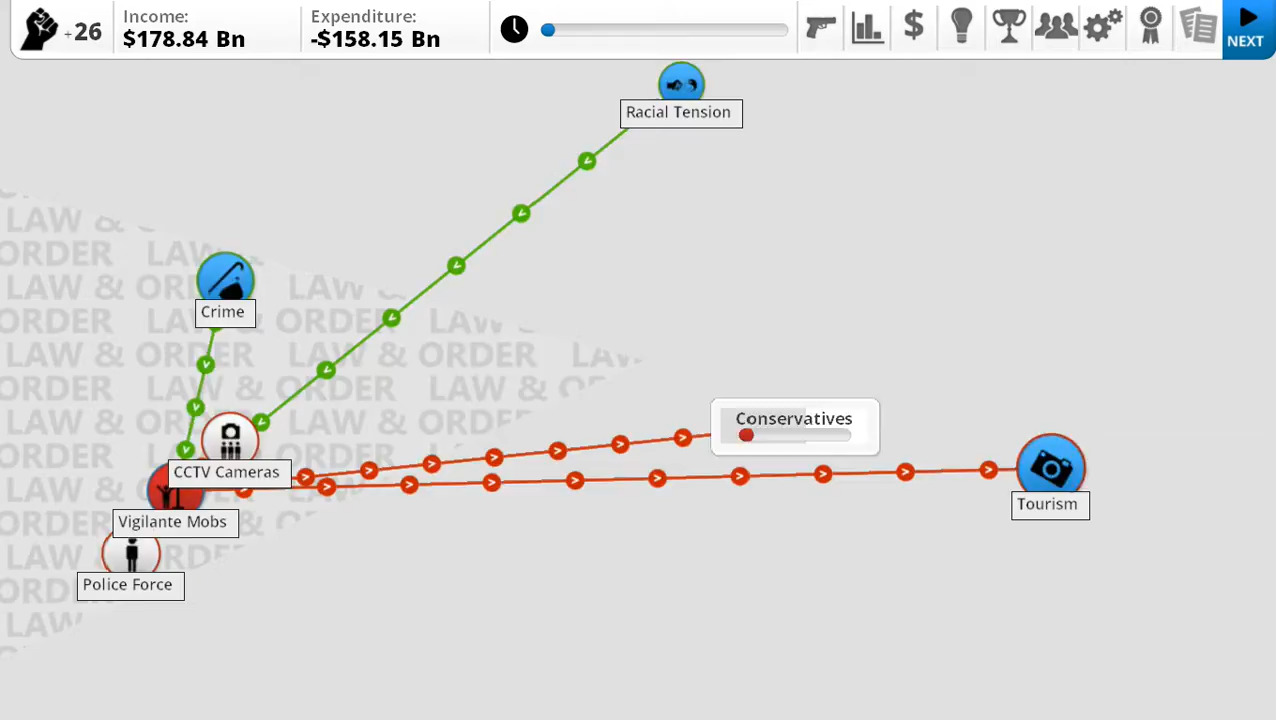 Income:
$178.84 Bn
Expenditure:
-$158.15 Bn
+26
NEXT
Racial Tension
LAW & ORDER
Crime
Conservatives
CCTV Cameras
Tourism
Vigilante Mobs
Police Force